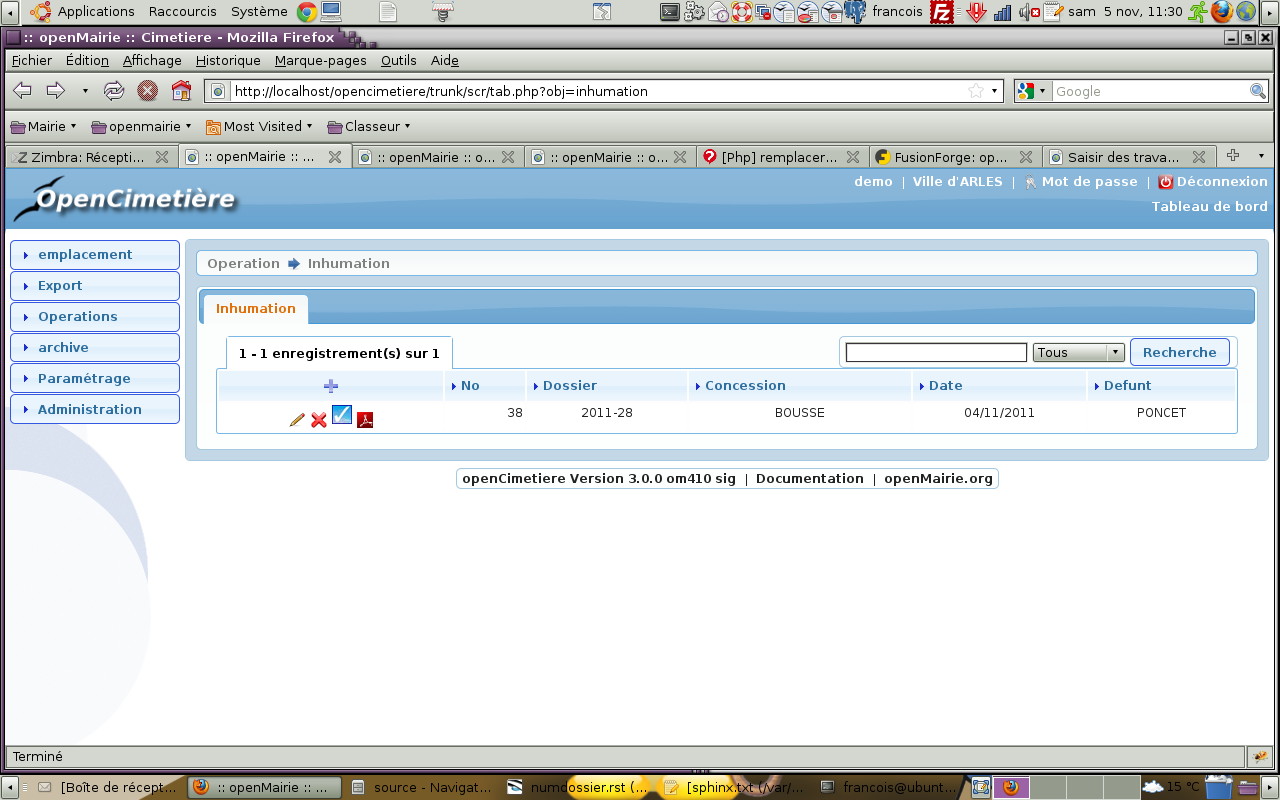 Applications Raccourcis Système francois sam 5 nov, 11:30
:: openMairie :: Cimetiere - Mozilla Firefox
Fichier Édition Affichage Historique Marque-pages Outils Aide
http://localhost/opencimetiere/trunk/scr/tab.php?obj=inhumation Google
Mairie openmairie Most Visited Classeur
Zimbra: Récepti... :: openMairie :: ... :: openMairie :: o... :: openMairie :: o... [Php] remplacer... FusionForge: op... Saisir des trava...
OpenCimetière
demo | Ville d'ARLES | Mot de passe | Déconnexion
Tableau de bord
emplacement
Export
Operations
archive
Paramétrage
Administration
Operation Inhumation
Inhumation
1 - 1 enregistrement(s) sur 1 Tous Recherche
No Dossier Concession Date Defunt
38 2011-28 BOUSSE 04/11/2011 PONCET
openCimetiere Version 3.0.0 om410 sig | Documentation | openMairie.org
Terminé
[Boîte de récept... :: openMairie :: ... source - Navigat... numdossier.rst (... [sphinx.txt (/var/... francois@ubunt... 15 °C